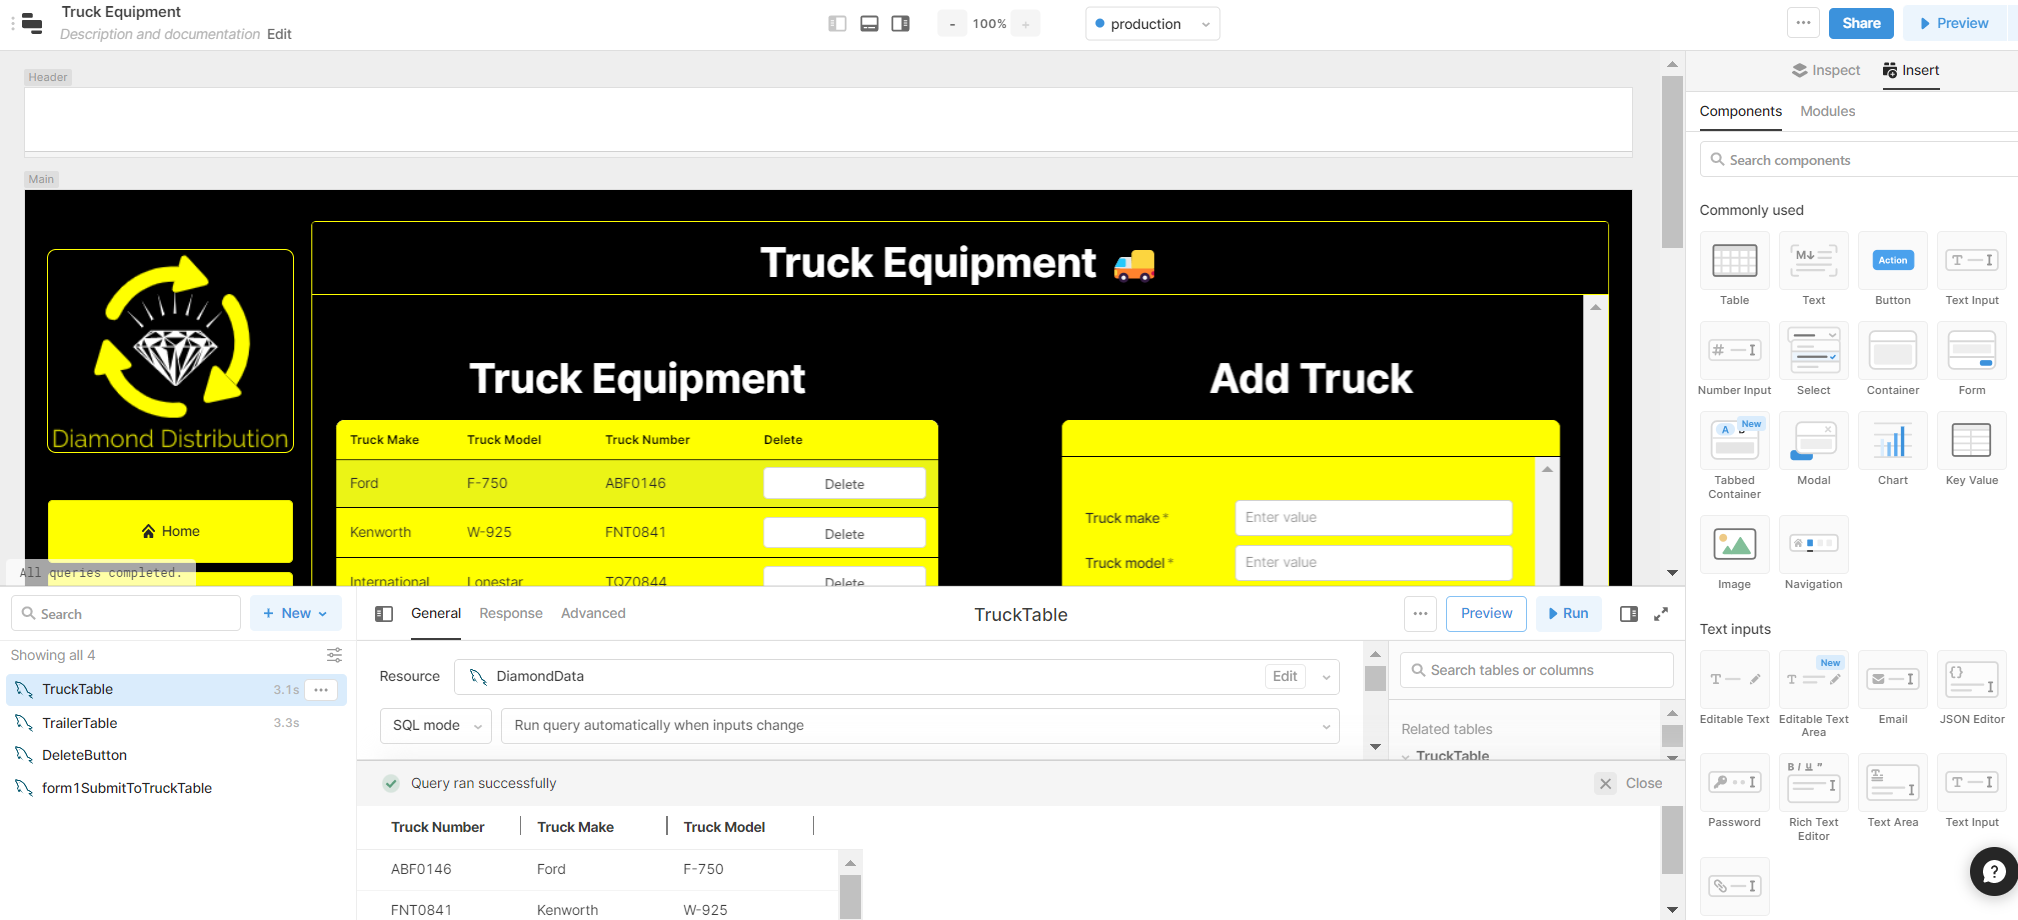 Truck Equipment
Description and documentation Edit
- 100% +
production
Share
Preview
Header
Main
Truck Equipment
Diamond Distribution
Home
All queries completed.
Truck Equipment
Truck Make Truck Model Truck Number Delete
Ford F-750 ABF0146 Delete
Kenworth W-925 FNT0841 Delete
International Lonestar TQZ0844 Delete
Add Truck
Truck make * Enter value
Truck model * Enter value
Inspect Insert
Components Modules
Search components
Commonly used
M↓ Action T I
Table Text Button Text Input
# I
Number Input Select Container Form
A New
Tabbed Container Modal Chart Key Value
Image Navigation
Text inputs
T New T I {} I
Editable Text Editable Text Area Email JSON Editor
I B I U " I T I T I
Password Rich Text Editor Text Area Text Input
I
?
Search + New
Showing all 4
TruckTable 3.1s
TrailerTable 3.3s
DeleteButton
form1SubmitToTruckTable
General Response Advanced TruckTable Preview Run
Resource DiamondData Edit
SQL mode Run query automatically when inputs change
Search tables or columns
Related tables
TruckTable
Query ran successfully Close
Truck Number Truck Make Truck Model
ABF0146 Ford F-750
FNT0841 Kenworth W-925